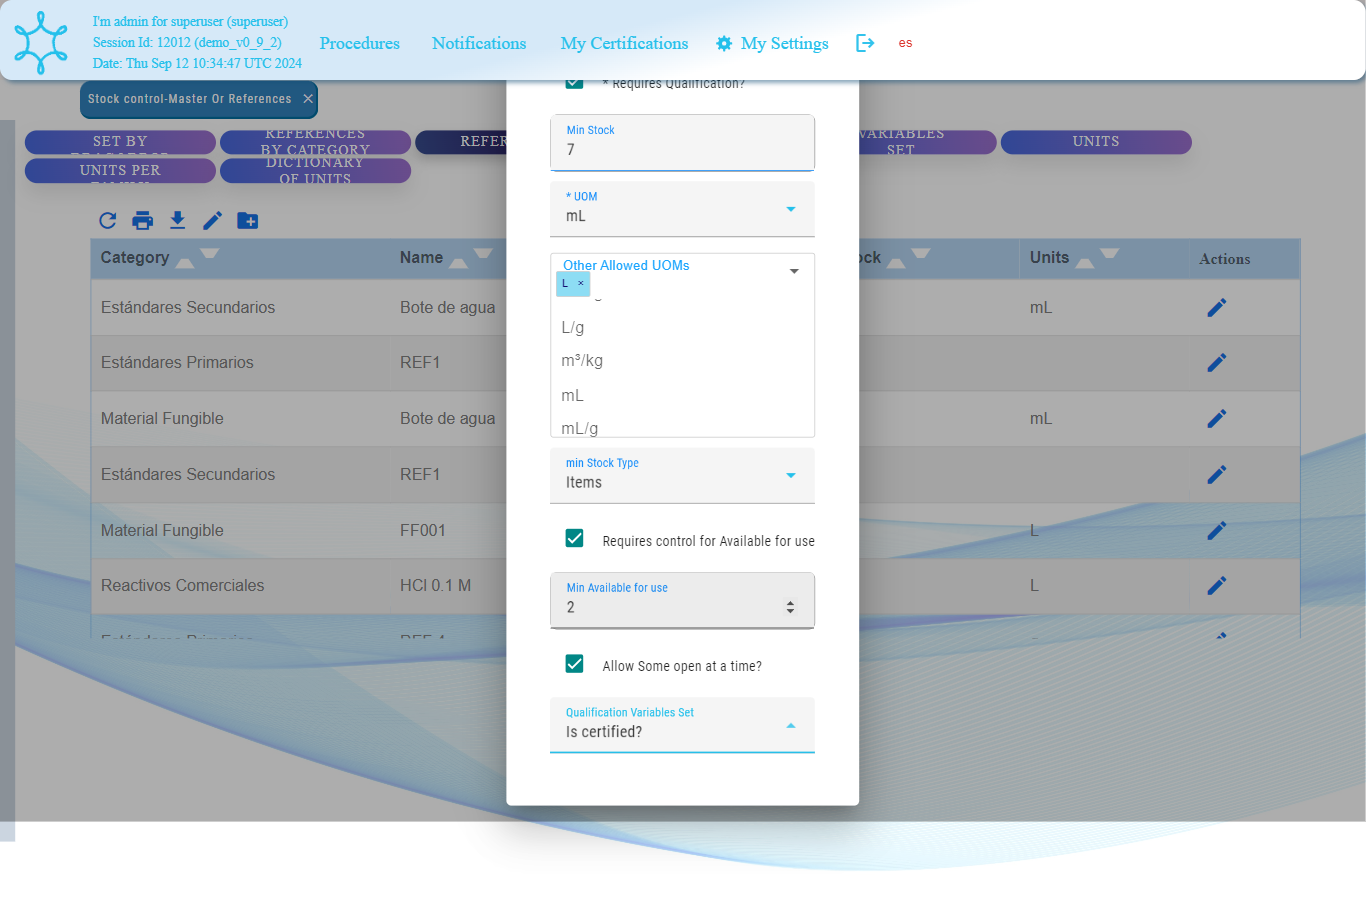 I'm admin for superuser (superuser)
Session Id: 12012 (demo_v0_9_2)
Date: Thu Sep 12 10:34:47 UTC 2024
Procedures
Notifications
My Certifications
My Settings
es
Stock control-Master Or References
SET BY
REFERENCES
BY CATEGORY
REFER
VARIABLES
SET
UNITS
UNITS PER
DICTIONARY
OF UNITS
Category
Name
ock
Units
Actions
Estándares Secundarios
Bote de agua
mL
Estándares Primarios
REF1
Material Fungible
Bote de agua
mL
Estándares Secundarios
REF1
Material Fungible
FF001
L
Reactivos Comerciales
HCl 0.1 M
L
Estándares Primarios
* Requires Qualification?
Min Stock
7
* UOM
mL
Other Allowed UOMs
L ×
L/g
m³/kg
mL
mL/g
min Stock Type
Items
Requires control for Available for use
Min Available for use
2
Allow Some open at a time?
Qualification Variables Set
Is certified?